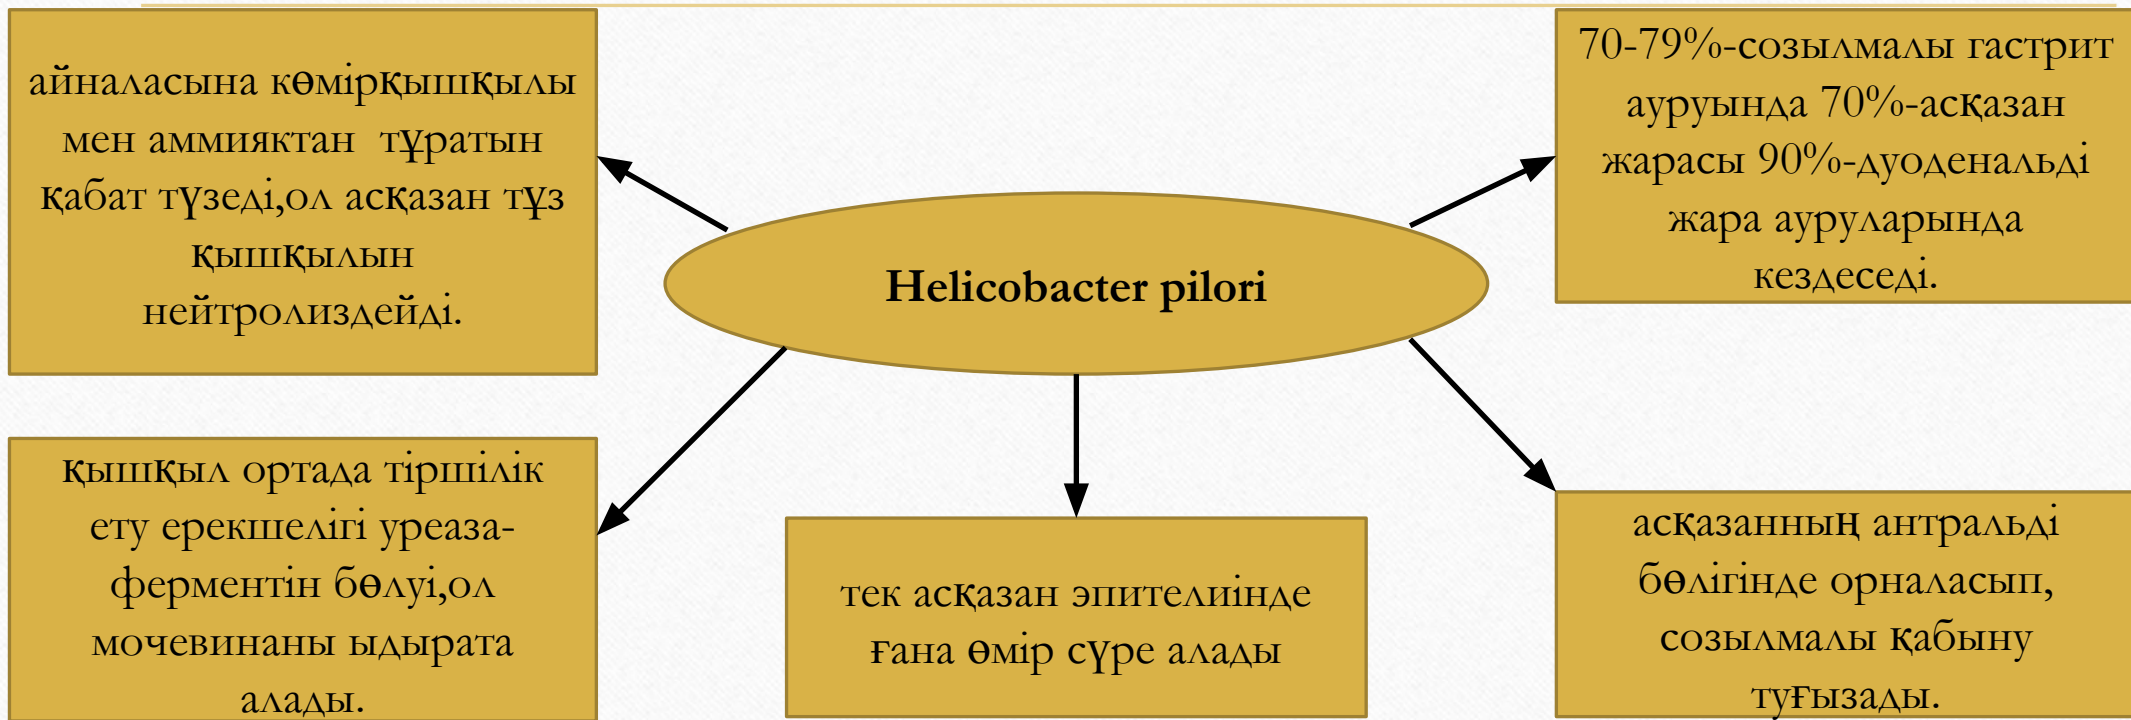 айналасына көмірқышқылы
мен аммияктан тұратын
қабат түзеді,ол асқазан тұз
қышқылын
нейтролиздейді.
70-79%-созылмалы гастрит
ауруында 70%-асқазан
жарасы 90%-дуоденальді
жара ауруларында
кездеседі.
Helicobacter pilori
қышқыл ортада тіршілік
ету ерекшелігі уреаза-
ферментін бөлуі,ол
мочевинаны ыдырата
алады.
тек асқазан эпителиінде
ғана өмір сүре алады
асқазанның антральді
бөлігінде орналасып,
созылмалы қабыну
туғызады.